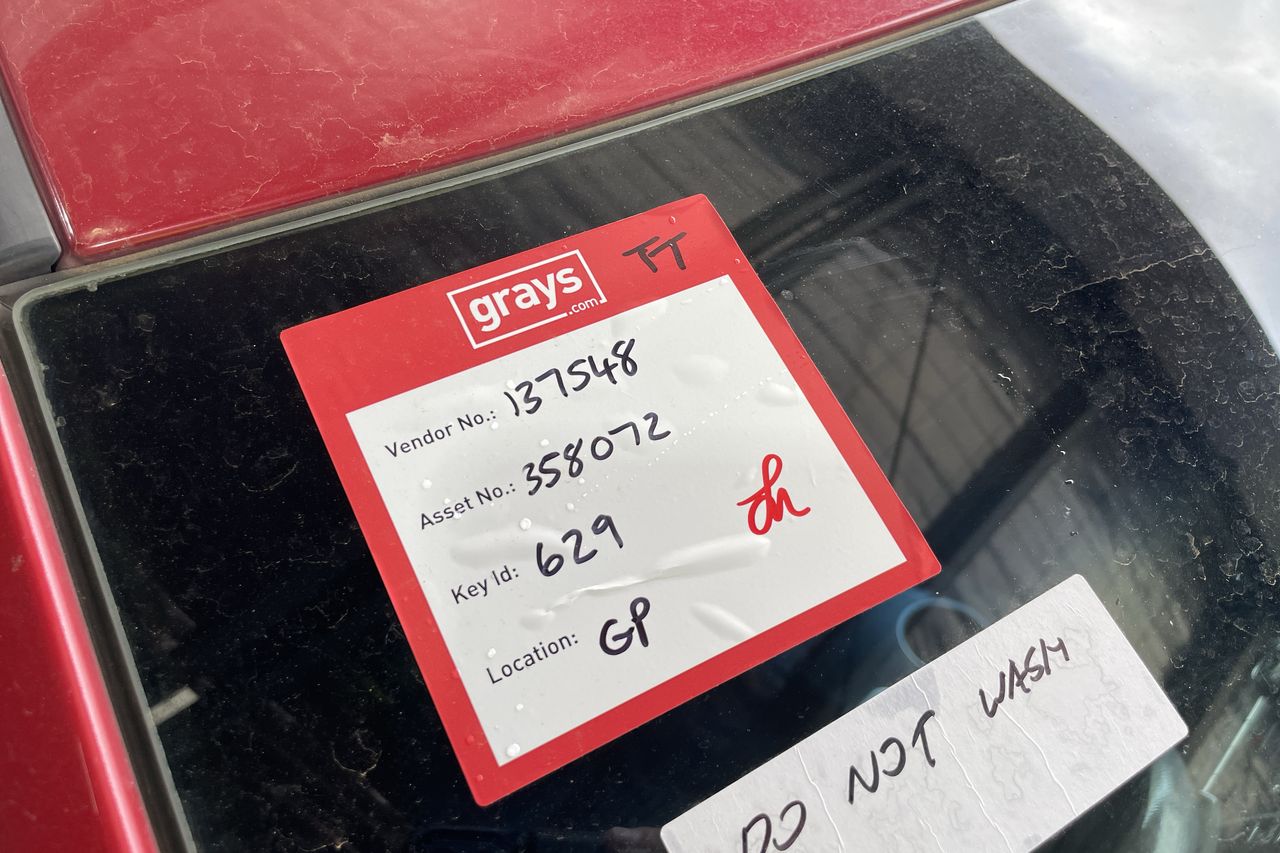 grays
.com
TT
Vendor No.: 137548
Asset No.: 358072
Key Id: 629
Location: GP
DO NOT WASH